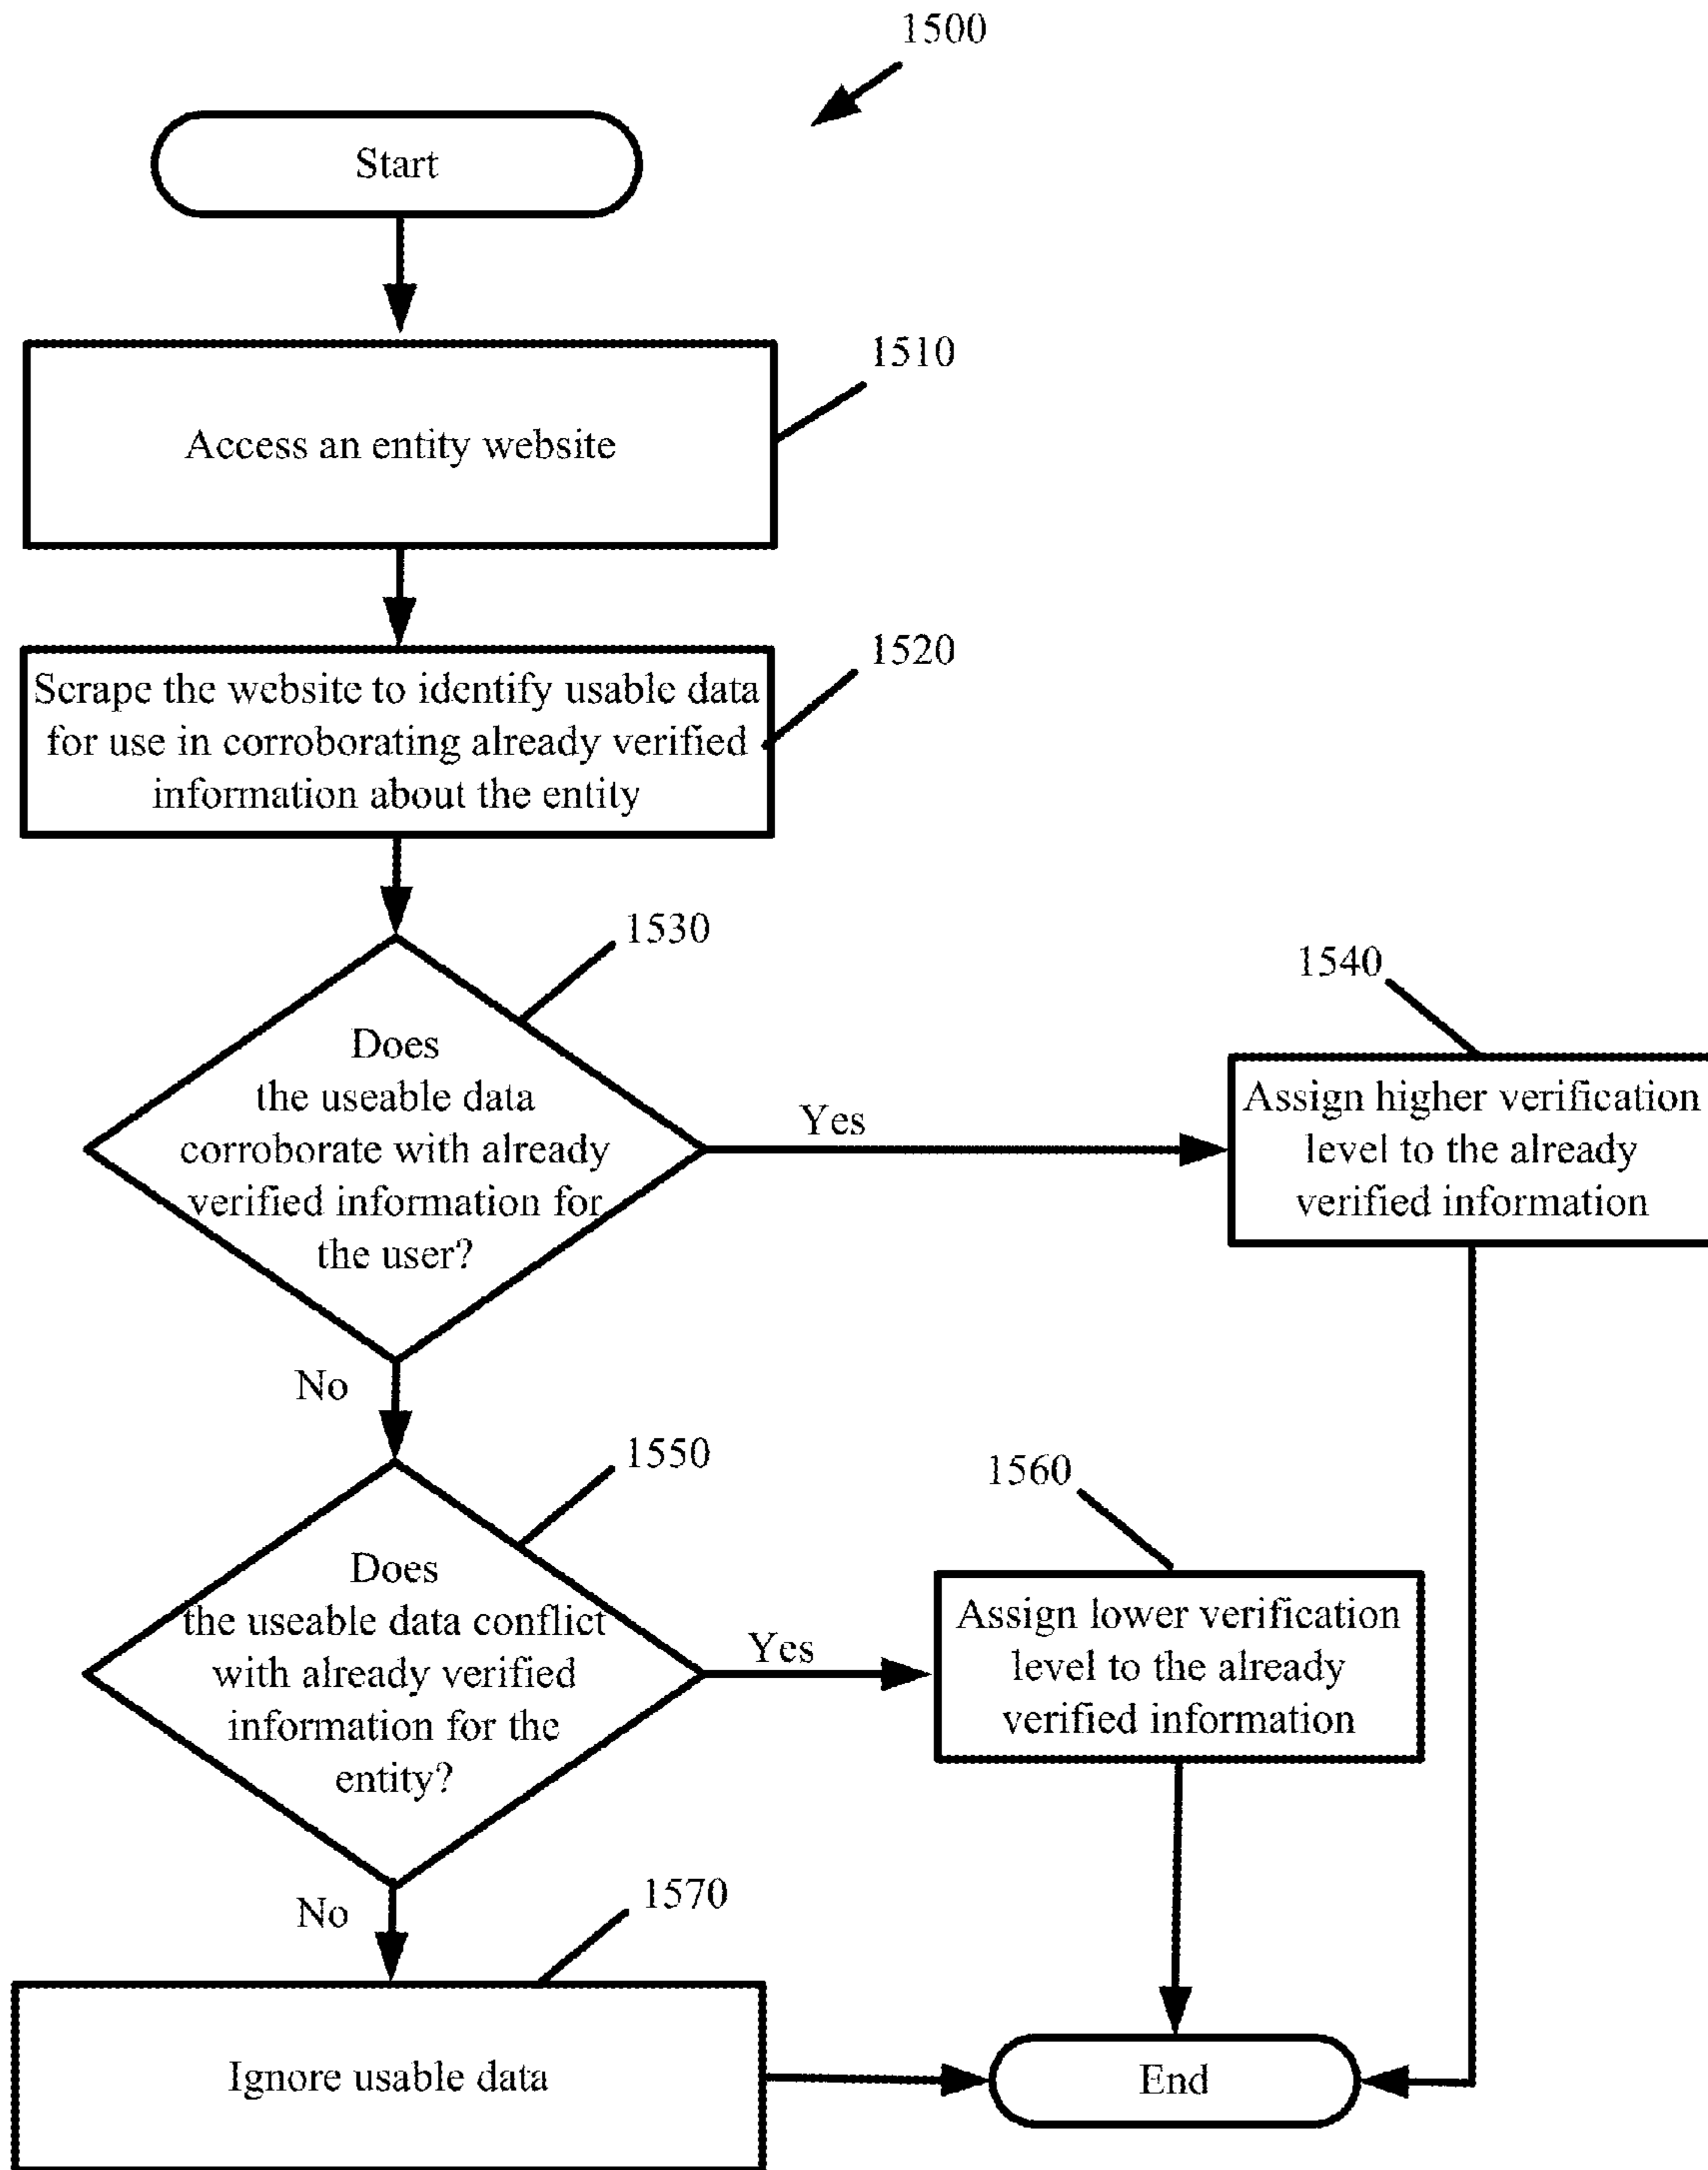 1500
Start
1510
Access an entity website
1520
Scrape the website to identify usable data
for use in corroborating already verified
information about the entity
1530
Does
the useable data
corroborate with already
verified information for
the user?
Yes
1540
Assign higher verification
level to the already
verified information
No
1550
Does
the useable data conflict
with already verified
information for the
entity?
Yes
1560
Assign lower verification
level to the already
verified information
No
1570
Ignore usable data
End